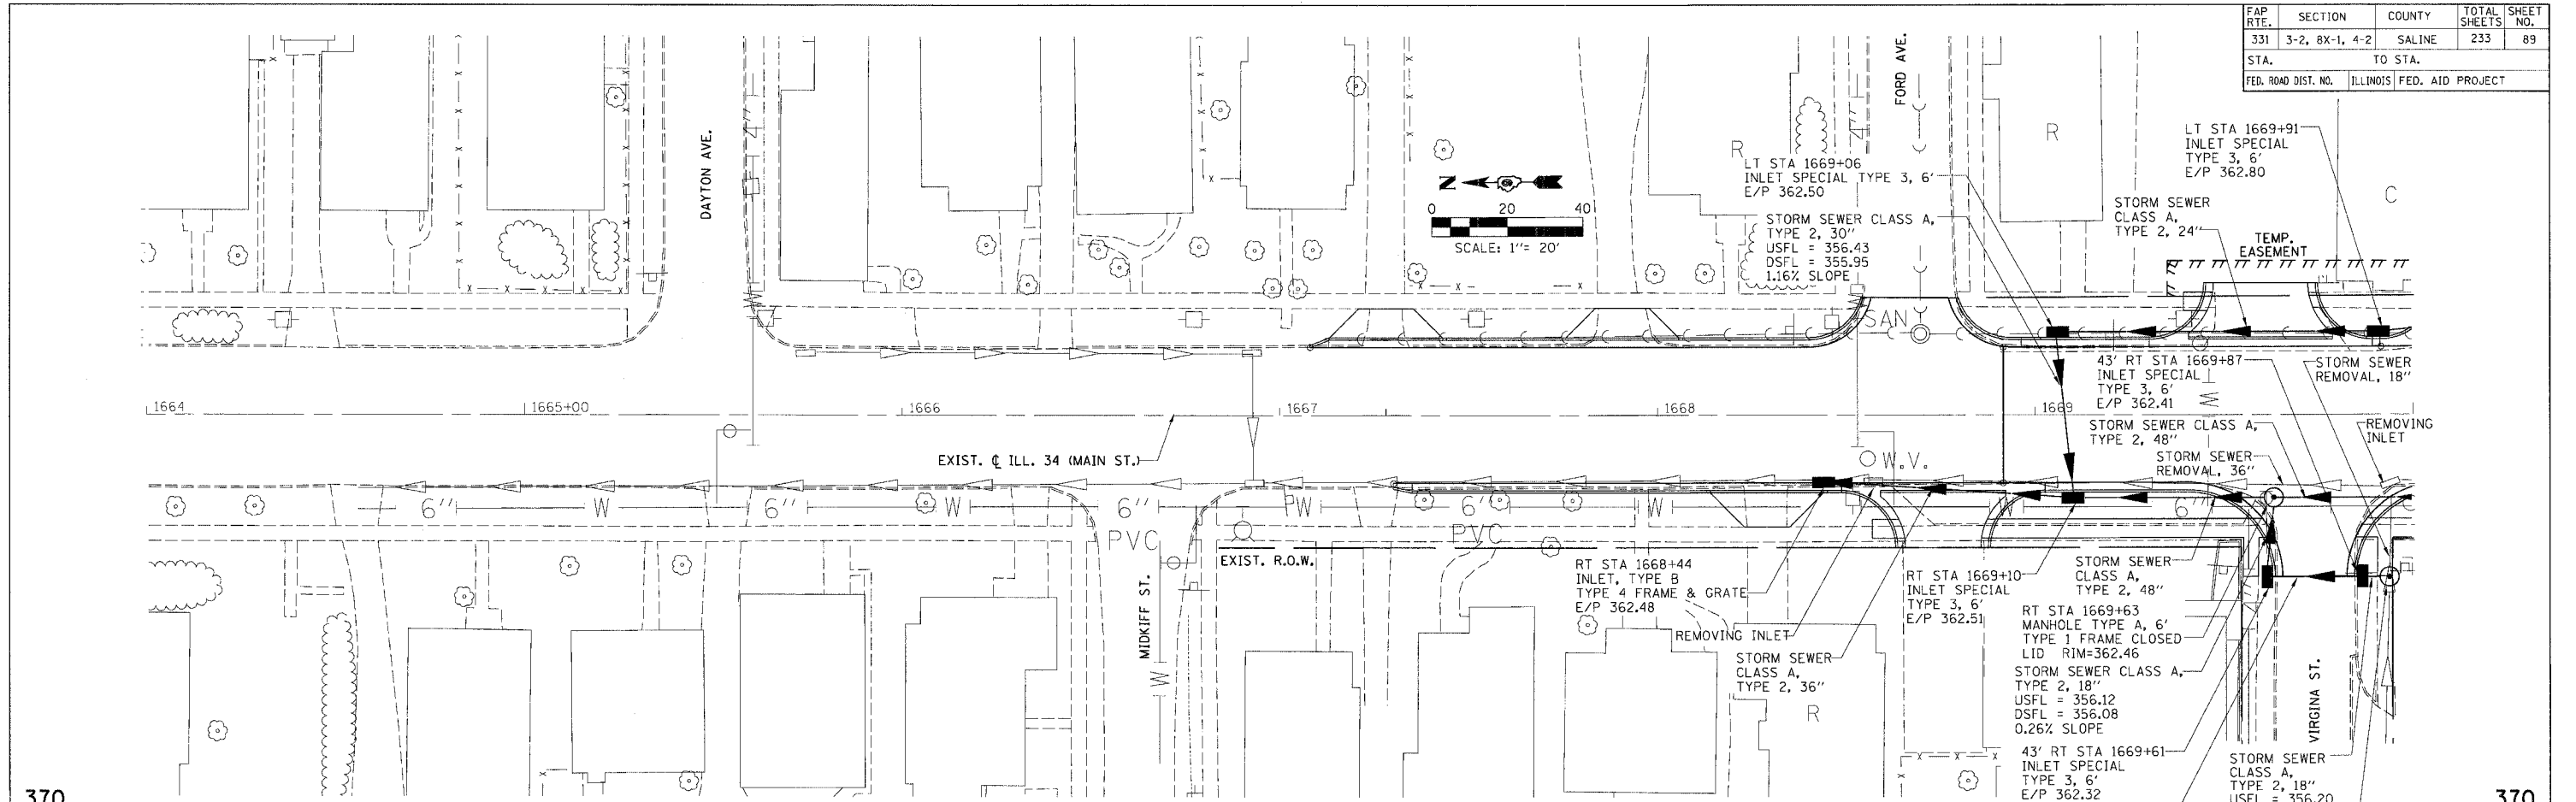 FAP RTE. SECTION COUNTY TOTAL SHEETS SHEET NO.
331 3-2, 8X-1, 4-2 SALINE 233 89
STA. TO STA.
FED. ROAD DIST. NO. ILLINOIS FED. AID PROJECT
DAYTON AVE.
4"
FORD AVE.
4"
R
R
C
LT STA 1669+91
INLET SPECIAL
TYPE 3, 6'
E/P 362.80
LT STA 1669+06
INLET SPECIAL TYPE 3, 6'
E/P 362.50
STORM SEWER
CLASS A,
TYPE 2, 24"
STORM SEWER CLASS A,
TYPE 2, 30"
USFL = 356.43
DSFL = 355.95
1.16% SLOPE
N
0 20 40
SCALE: 1"= 20'
TEMP.
EASEMENT
SAN
43' RT STA 1669+87
INLET SPECIAL
TYPE 3, 6'
E/P 362.41
STORM SEWER
REMOVAL, 18"
W
1664 1665+00 1666 1667 1668 1669
STORM SEWER CLASS A,
TYPE 2, 48"
REMOVING
INLET
STORM SEWER
REMOVAL, 36"
EXIST. ℄ ILL. 34 (MAIN ST.)
W.V.
6" W 6" W 6" PW 6" W W 6"
PVC PVC
EXIST. R.O.W.
MIDKIFF ST.
W
RT STA 1668+44
INLET, TYPE B
TYPE 4 FRAME & GRATE
E/P 362.48
REMOVING INLET
STORM SEWER
CLASS A,
TYPE 2, 36"
R
RT STA 1669+10
INLET SPECIAL
TYPE 3, 6'
E/P 362.51
STORM SEWER
CLASS A,
TYPE 2, 48"
RT STA 1669+63
MANHOLE TYPE A, 6'
TYPE 1 FRAME CLOSED
LID RIM=362.46
STORM SEWER CLASS A,
TYPE 2, 18"
USFL = 356.12
DSFL = 356.08
0.26% SLOPE
43' RT STA 1669+61
INLET SPECIAL
TYPE 3, 6'
E/P 362.32
VIRGINA ST.
STORM SEWER
CLASS A,
TYPE 2, 18"
USFL = 356.20
370 370